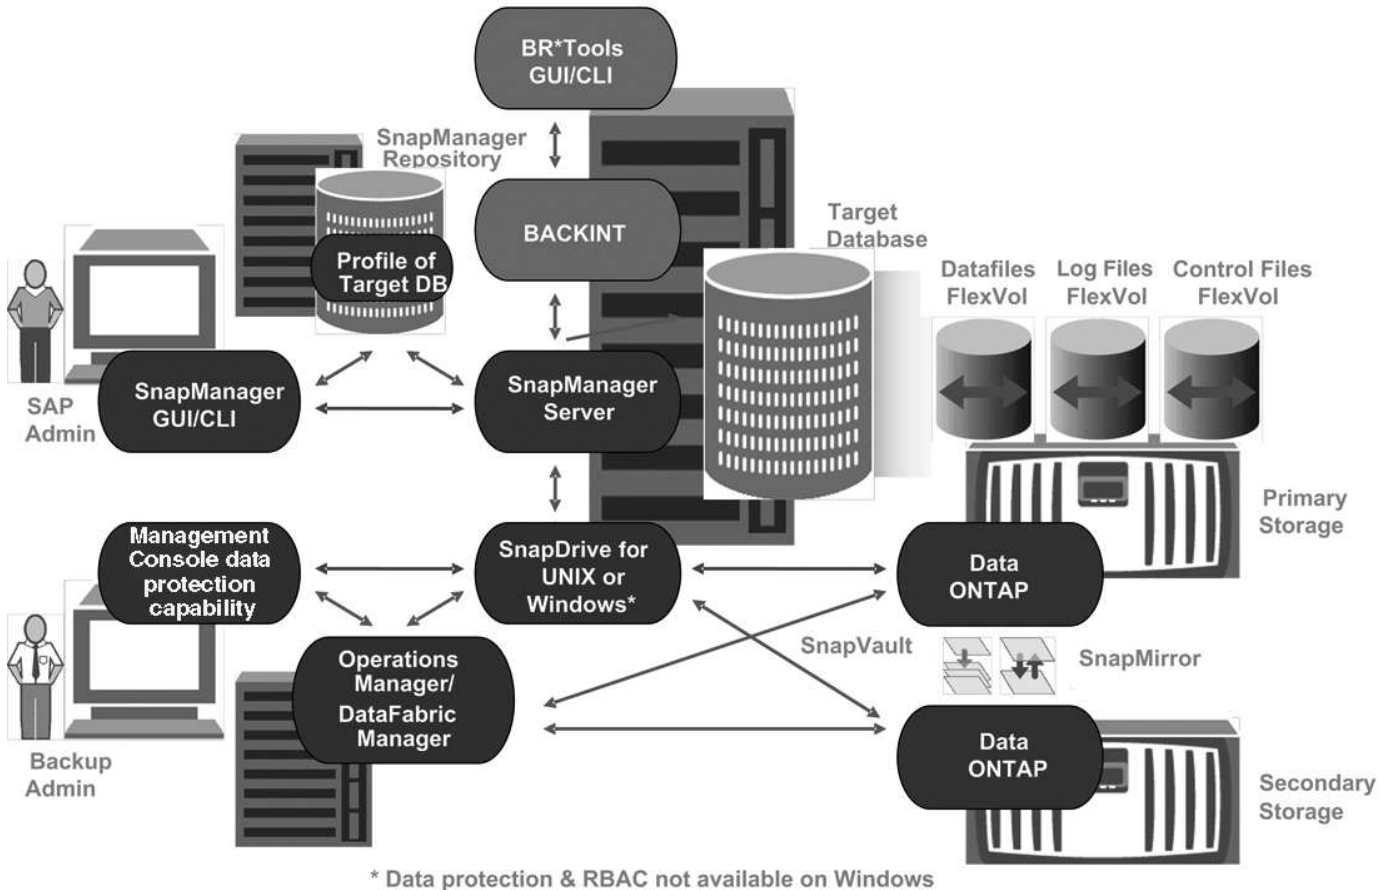 BR*Tools
GUI/CLI
SnapManager
Repository
BACKINT
Target
Database
Profile of
Target DB
Datafiles
FlexVol
Log Files
FlexVol
Control Files
FlexVol
SnapManager
GUI/CLI
SnapManager
Server
SAP
Admin
Primary
Storage
Management
Console data
protection
capability
SnapDrive for
UNIX or
Windows*
Data
ONTAP
SnapVault
SnapMirror
Operations
Manager/
DataFabric
Manager
Data
ONTAP
Backup
Admin
Secondary
Storage
* Data protection & RBAC not available on Windows